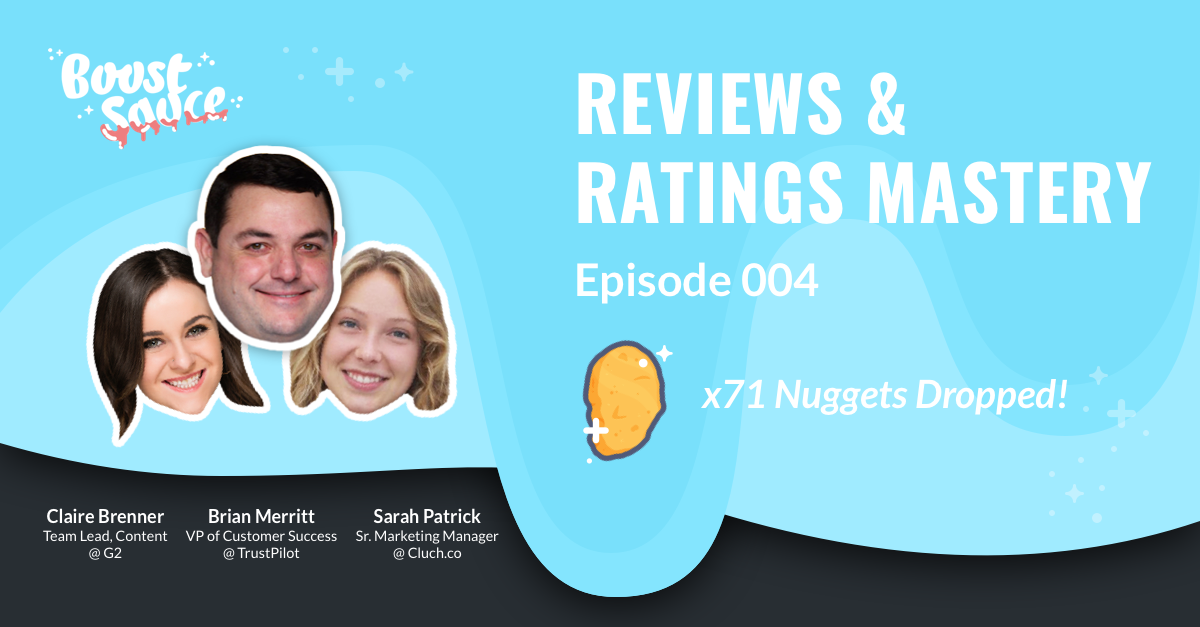 Boost
Sauce
REVIEWS &
RATINGS MASTERY
Episode 004
x71 Nuggets Dropped!
Claire Brenner
Team Lead, Content
@ G2
Brian Merritt
VP of Customer Success
@ TrustPilot
Sarah Patrick
Sr. Marketing Manager
@ Cluch.co